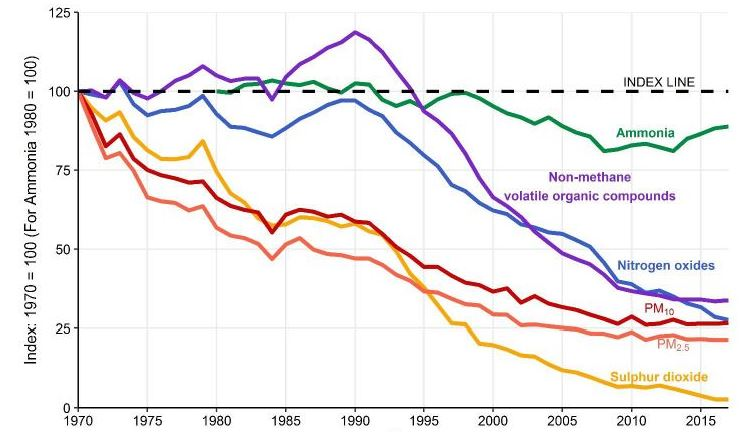 Index: 1970 = 100 (For Ammonia 1980 = 100)
125
100
75
50
25
0
INDEX LINE
Ammonia
Non-methane
volatile organic compounds
Nitrogen oxides
PM10
PM2.5
Sulphur dioxide
1970 1975 1980 1985 1990 1995 2000 2005 2010 2015